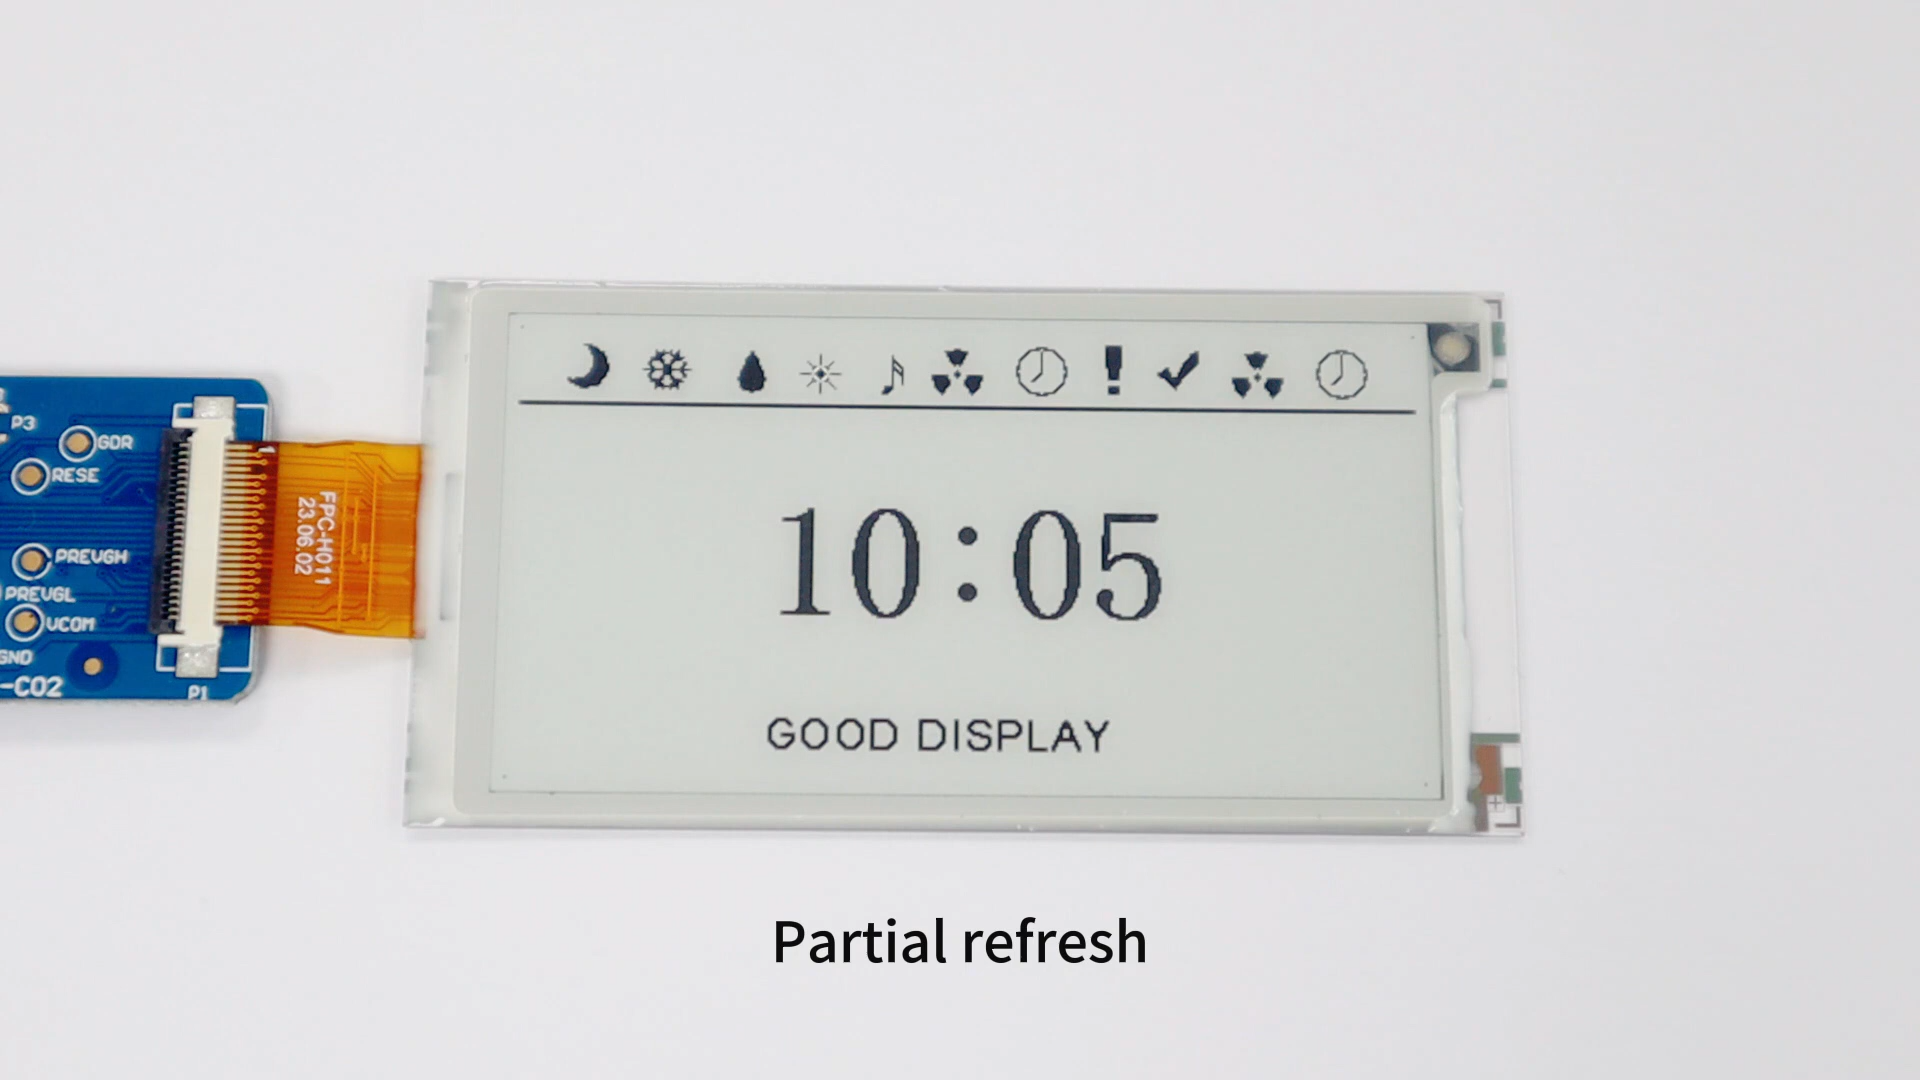 P3
GDR
RESE
PREVGH
PREVGL
VCOM
GND
-C02
P1
1
FPC-H011
23.06.02
10:05
GOOD DISPLAY
Partial refresh